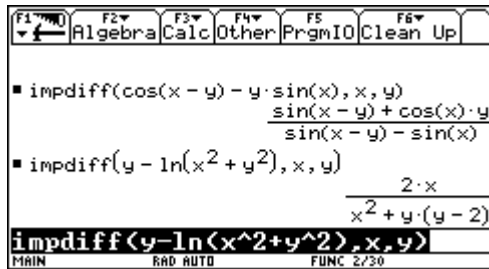 F1 F2 F3 F4 F5 F6
Algebra Calc Other PrgmIO Clean Up
▪ impdiff(cos(x - y) - y·sin(x), x, y)
sin(x - y) + cos(x)·y
sin(x - y) - sin(x)
▪ impdiff(y - ln(x² + y²), x, y)
2·x
x² + y·(y - 2)
impdiff(y-ln(x^2+y^2),x,y)
MAIN RAD AUTO FUNC 2/30